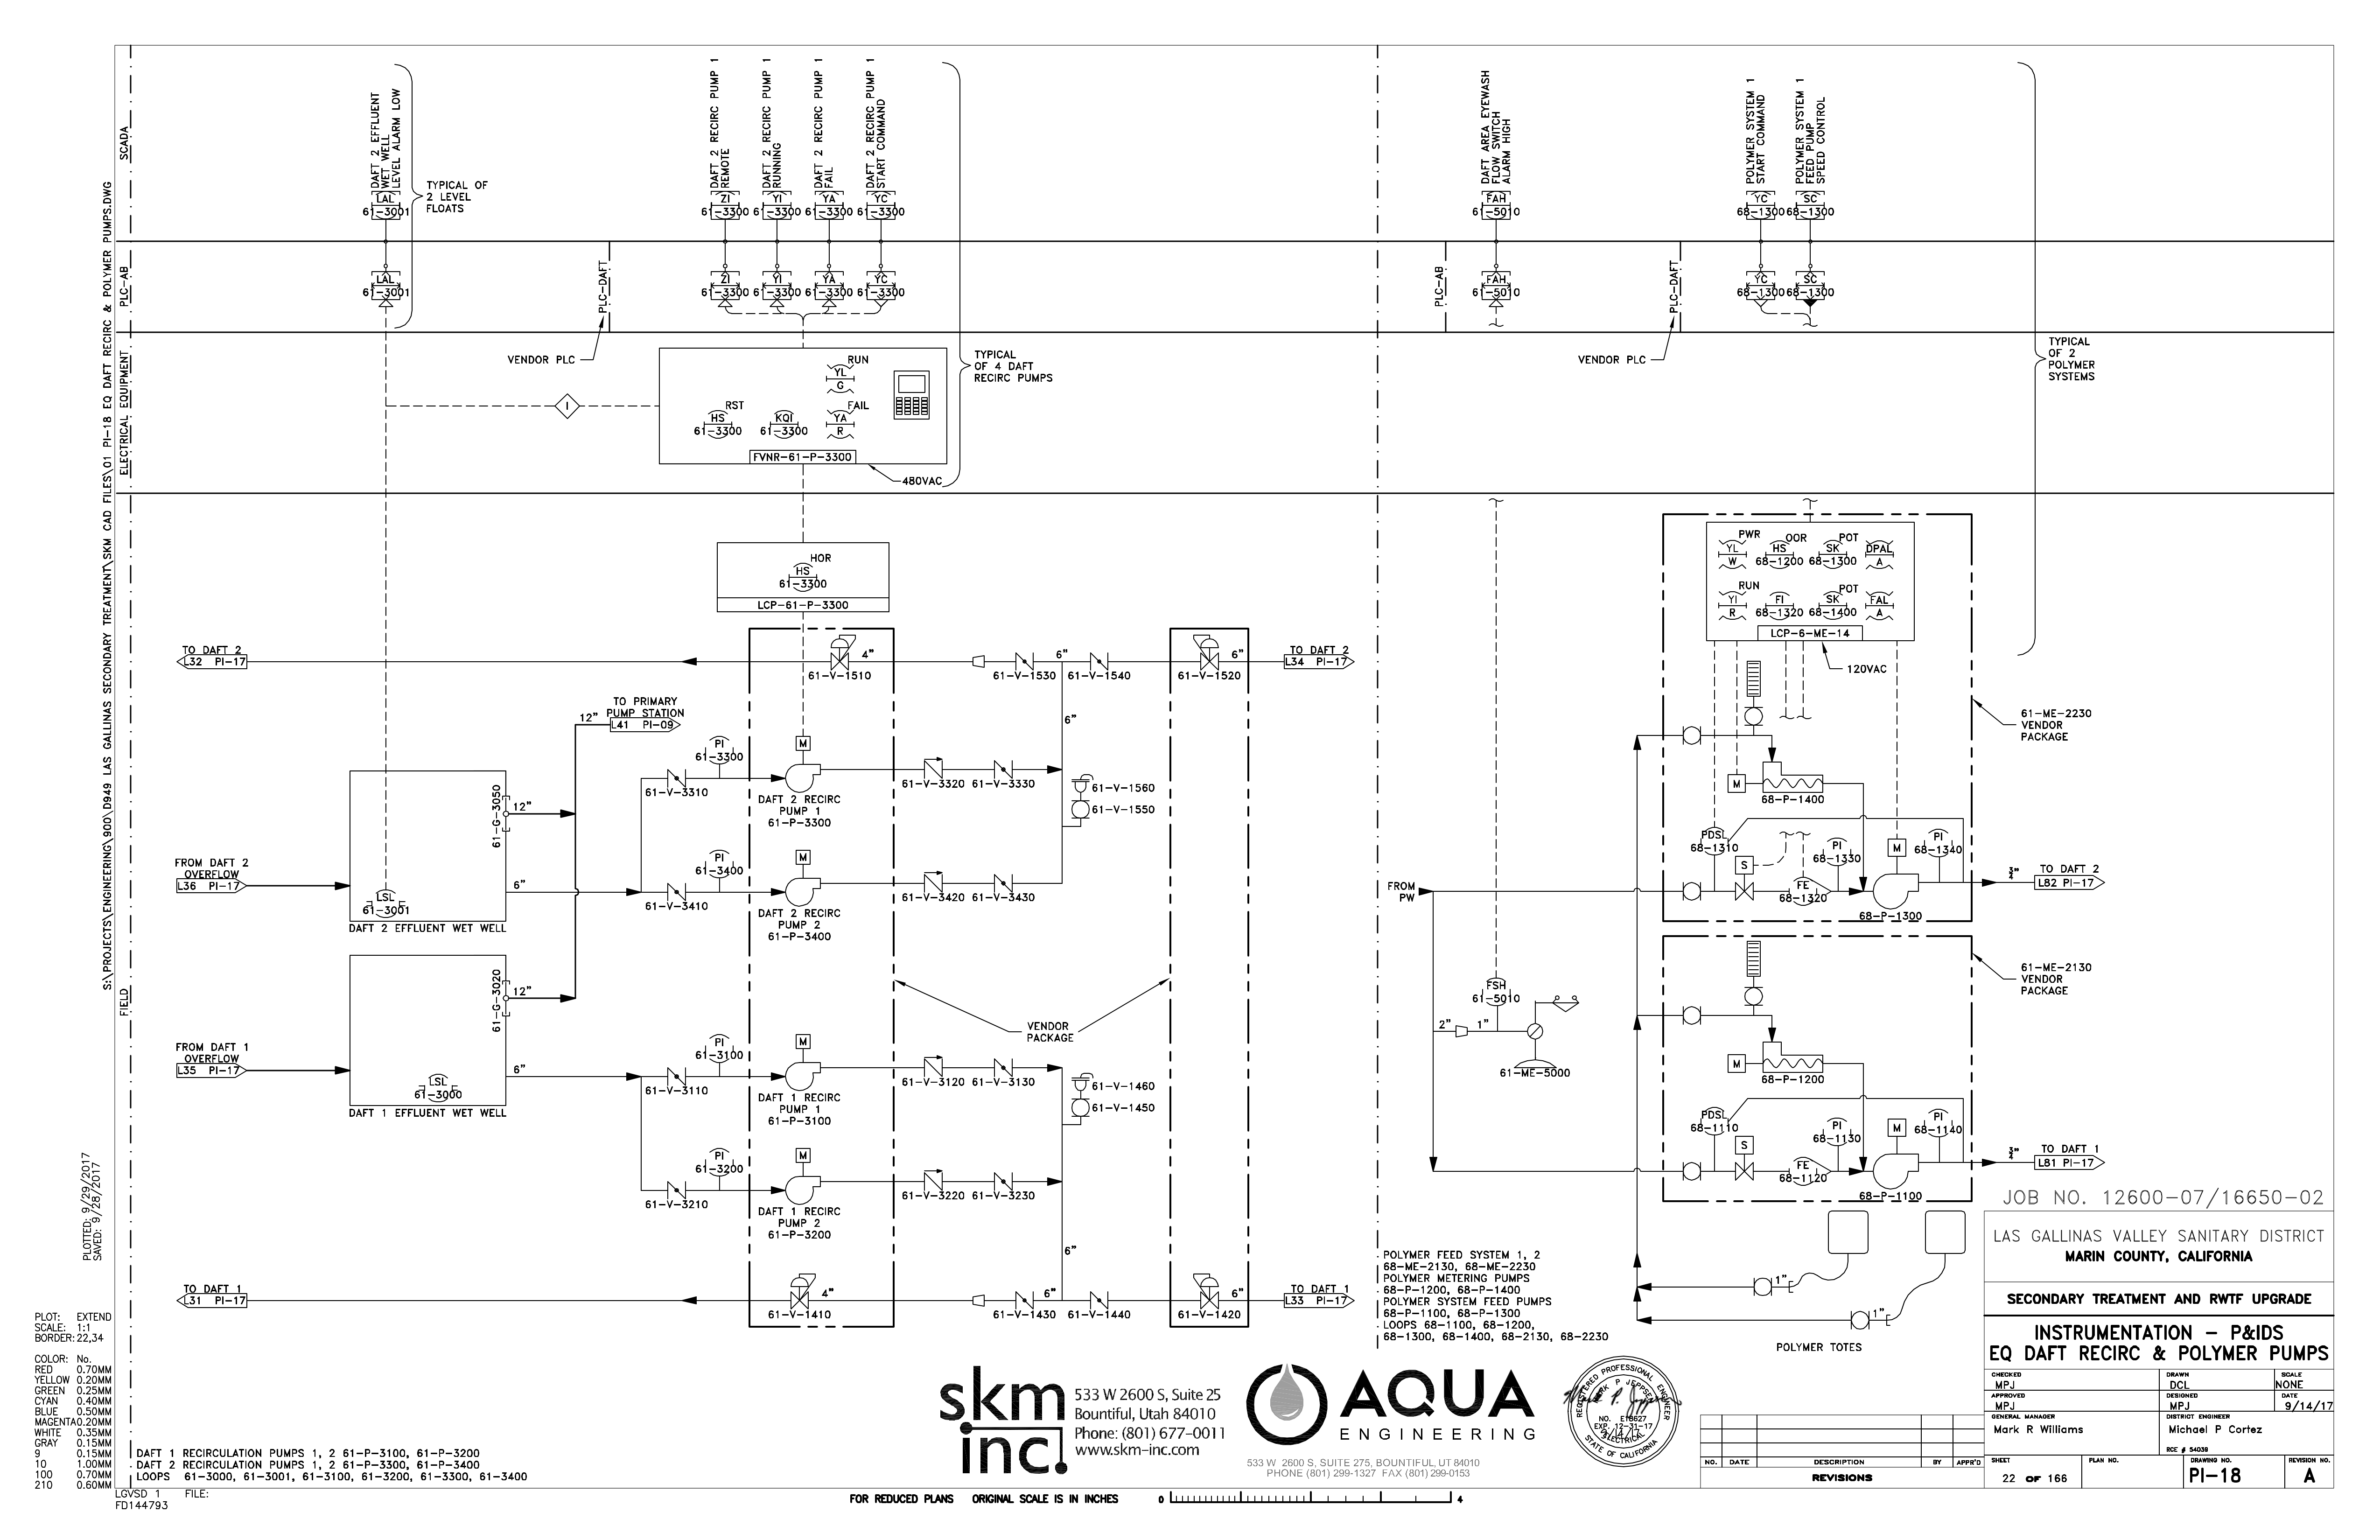 S:\PROJECTS\ENGINEERING\900\D949 LAS GALLINAS SECONDARY TREATMENT\SKM CAD FILES\01 PI-18 EQ DAFT RECIRC & POLYMER PUMPS.DWG
PLOTTED: 9/29/2017
SAVED: 9/28/2017
SCADA
PLC-AB
ELECTRICAL EQUIPMENT
FIELD
DAFT 2 EFFLUENT
WET WELL
LEVEL ALARM LOW
LAL
61-3001
LAL
61-3001
TYPICAL OF
2 LEVEL
FLOATS
DAFT 2 RECIRC PUMP 1
REMOTE
DAFT 2 RECIRC PUMP 1
RUNNING
DAFT 2 RECIRC PUMP 1
FAIL
DAFT 2 RECIRC PUMP 1
START COMMAND
ZI
61-3300
YI
61-3300
YA
61-3300
YC
61-3300
ZI
61-3300
YI
61-3300
YA
61-3300
YC
61-3300
PLC-DAFT
VENDOR PLC
TYPICAL
OF 4 DAFT
RECIRC PUMPS
RUN
YL
G
RST
HS
61-3300
KQI
61-3300
FAIL
YA
R
FVNR-61-P-3300
480VAC
I
HOR
HS
61-3300
LCP-61-P-3300
DAFT AREA EYEWASH
FLOW SWITCH
ALARM HIGH
FAH
61-5010
PLC-AB
FAH
61-5010
POLYMER SYSTEM 1
START COMMAND
POLYMER SYSTEM 1
FEED PUMP
SPEED CONTROL
YC
68-1300
SC
68-1300
PLC-DAFT
YC
68-1300
SC
68-1300
VENDOR PLC
TYPICAL
OF 2
POLYMER
SYSTEMS
TO DAFT 2
L32 PI-17
61-V-1510
4"
61-V-1530
6"
61-V-1540
61-V-1520
6"
TO DAFT 2
L34 PI-17
TO PRIMARY
PUMP STATION
12"
L41 PI-09
6"
PI
61-3300
M
61-V-3310
DAFT 2 RECIRC
PUMP 1
61-P-3300
61-V-3320
61-V-3330
61-V-1560
61-V-1550
61-G-3050
12"
FROM DAFT 2
OVERFLOW
L36 PI-17
LSL
61-3001
DAFT 2 EFFLUENT WET WELL
6"
PI
61-3400
M
61-V-3410
DAFT 2 RECIRC
PUMP 2
61-P-3400
61-V-3420
61-V-3430
61-G-3020
12"
FROM DAFT 1
OVERFLOW
L35 PI-17
LSL
61-3000
DAFT 1 EFFLUENT WET WELL
6"
VENDOR
PACKAGE
PI
61-3100
M
61-V-3110
DAFT 1 RECIRC
PUMP 1
61-P-3100
61-V-3120
61-V-3130
61-V-1460
61-V-1450
PI
61-3200
M
61-V-3210
DAFT 1 RECIRC
PUMP 2
61-P-3200
61-V-3220
61-V-3230
6"
TO DAFT 1
L31 PI-17
61-V-1410
4"
61-V-1430
6"
61-V-1440
61-V-1420
6"
TO DAFT 1
L33 PI-17
PWR
YL
W
OOR
HS
68-1200
POT
SK
68-1300
DPAL
A
RUN
YI
R
FI
68-1320
POT
SK
68-1400
FAL
A
LCP-6-ME-14
120VAC
61-ME-2230
VENDOR
PACKAGE
M
68-P-1400
PDSL
68-1310
S
FE
68-1320
PI
68-1330
M
PI
68-1340
68-P-1300
3/4"
TO DAFT 2
L82 PI-17
FROM
PW
61-ME-2130
VENDOR
PACKAGE
FSH
61-5010
2"
1"
61-ME-5000
M
68-P-1200
PDSL
68-1110
S
FE
68-1120
PI
68-1130
M
PI
68-1140
68-P-1100
3/4"
TO DAFT 1
L81 PI-17
1"
1"
POLYMER TOTES
POLYMER FEED SYSTEM 1, 2
68-ME-2130, 68-ME-2230
POLYMER METERING PUMPS
68-P-1200, 68-P-1400
POLYMER SYSTEM FEED PUMPS
68-P-1100, 68-P-1300
LOOPS 68-1100, 68-1200,
68-1300, 68-1400, 68-2130, 68-2230
JOB NO. 12600-07/16650-02
LAS GALLINAS VALLEY SANITARY DISTRICT
MARIN COUNTY, CALIFORNIA
SECONDARY TREATMENT AND RWTF UPGRADE
INSTRUMENTATION - P&IDS
EQ DAFT RECIRC & POLYMER PUMPS
CHECKED
MPJ
DRAWN
DCL
SCALE
NONE
APPROVED
MPJ
DESIGNED
MPJ
DATE
9/14/17
GENERAL MANAGER
Mark R Williams
DISTRICT ENGINEER
Michael P Cortez
RCE # 54039
SHEET
22 OF 166
PLAN NO.
DRAWING NO.
PI-18
REVISION NO.
A
NO. DATE DESCRIPTION BY APPR'D
REVISIONS
skm
inc.
533 W 2600 S, Suite 25
Bountiful, Utah 84010
Phone: (801) 677-0011
www.skm-inc.com
AQUA
ENGINEERING
533 W 2600 S, SUITE 275, BOUNTIFUL, UT 84010
PHONE (801) 299-1327 FAX (801) 299-0153
REGISTERED PROFESSIONAL ENGINEER
MARK P JEPPSEN
NO. E18627
EXP. 12-31-17
9/14/17
ELECTRICAL
STATE OF CALIFORNIA
PLOT: EXTEND
SCALE: 1:1
BORDER: 22,34
COLOR: No.
RED 0.70MM
YELLOW 0.20MM
GREEN 0.25MM
CYAN 0.40MM
BLUE 0.50MM
MAGENTA 0.20MM
WHITE 0.35MM
GRAY 0.15MM
9 0.15MM
10 1.00MM
100 0.70MM
210 0.60MM
DAFT 1 RECIRCULATION PUMPS 1, 2 61-P-3100, 61-P-3200
DAFT 2 RECIRCULATION PUMPS 1, 2 61-P-3300, 61-P-3400
LOOPS 61-3000, 61-3001, 61-3100, 61-3200, 61-3300, 61-3400
LGVSD 1 FILE:
FD144793
FOR REDUCED PLANS ORIGINAL SCALE IS IN INCHES 0 4